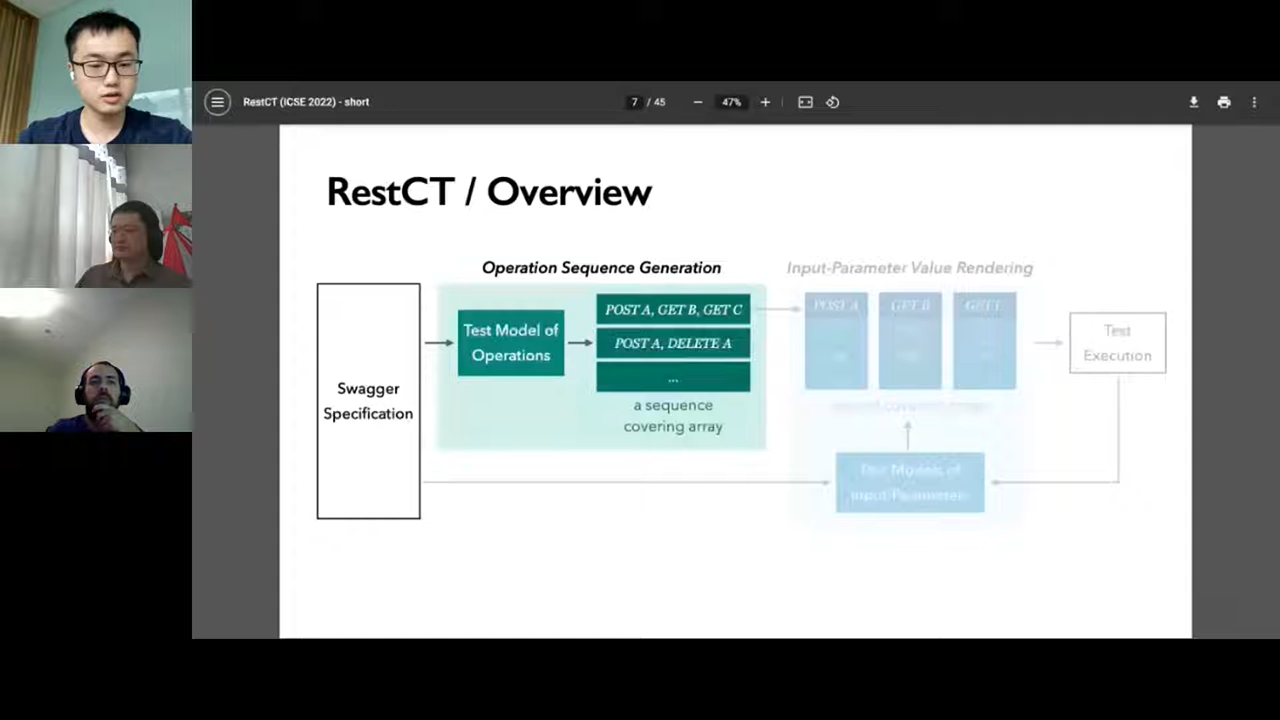 RestCT (ICSE 2022) - short
7 / 45
47%
RestCT / Overview
Operation Sequence Generation
Input-Parameter Value Rendering
Swagger
Specification
Test Model of
Operations
POST A, GET B, GET C
POST A, DELETE A
...
a sequence
covering array
POST A
GET B
GET C
Test
Execution
Test Models of
Input-Parameter